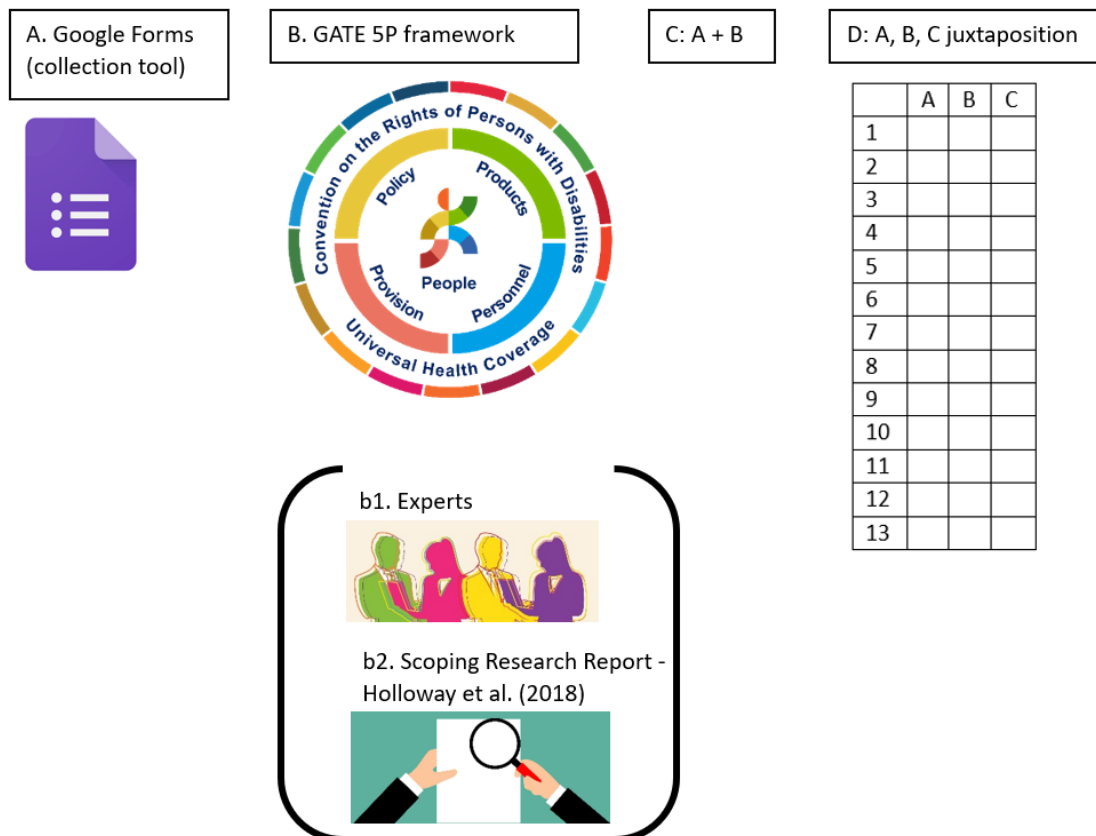 A. Google Forms
(collection tool)
B. GATE 5P framework
C: A + B
D: A, B, C juxtaposition
Convention on the Rights of Persons with Disabilities
Policy
Products
People
Provision
Personnel
Universal Health Coverage
A B C
1
2
3
4
5
6
7
8
9
10
11
12
13
b1. Experts
b2. Scoping Research Report -
Holloway et al. (2018)